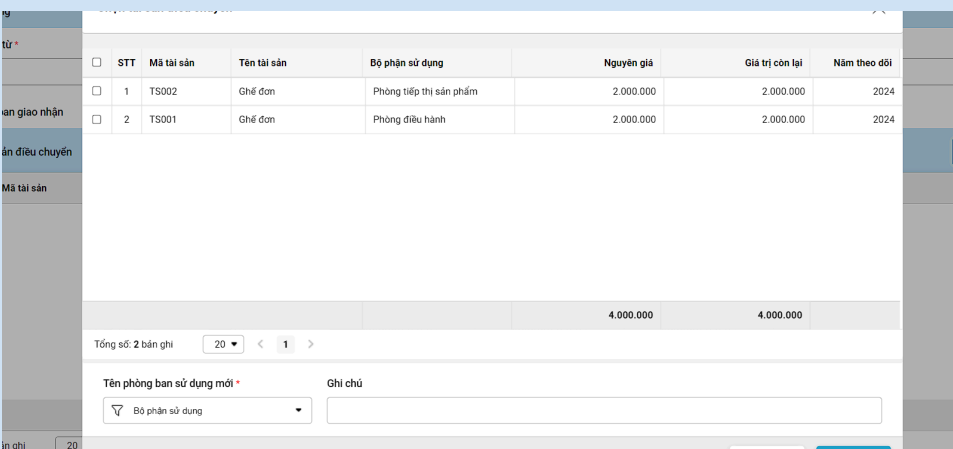 từ *
giao nhận
điều chuyển
Mã tài sản
STT Mã tài sản Tên tài sản Bộ phận sử dụng Nguyên giá Giá trị còn lại Năm theo dõi
1 TS002 Ghế đơn Phòng tiếp thị sản phẩm 2.000.000 2.000.000 2024
2 TS001 Ghế đơn Phòng điều hành 2.000.000 2.000.000 2024
4.000.000 4.000.000
Tổng số: 2 bản ghi 20 1
Tên phòng ban sử dụng mới * Ghi chú
Bộ phận sử dụng
ghi 20